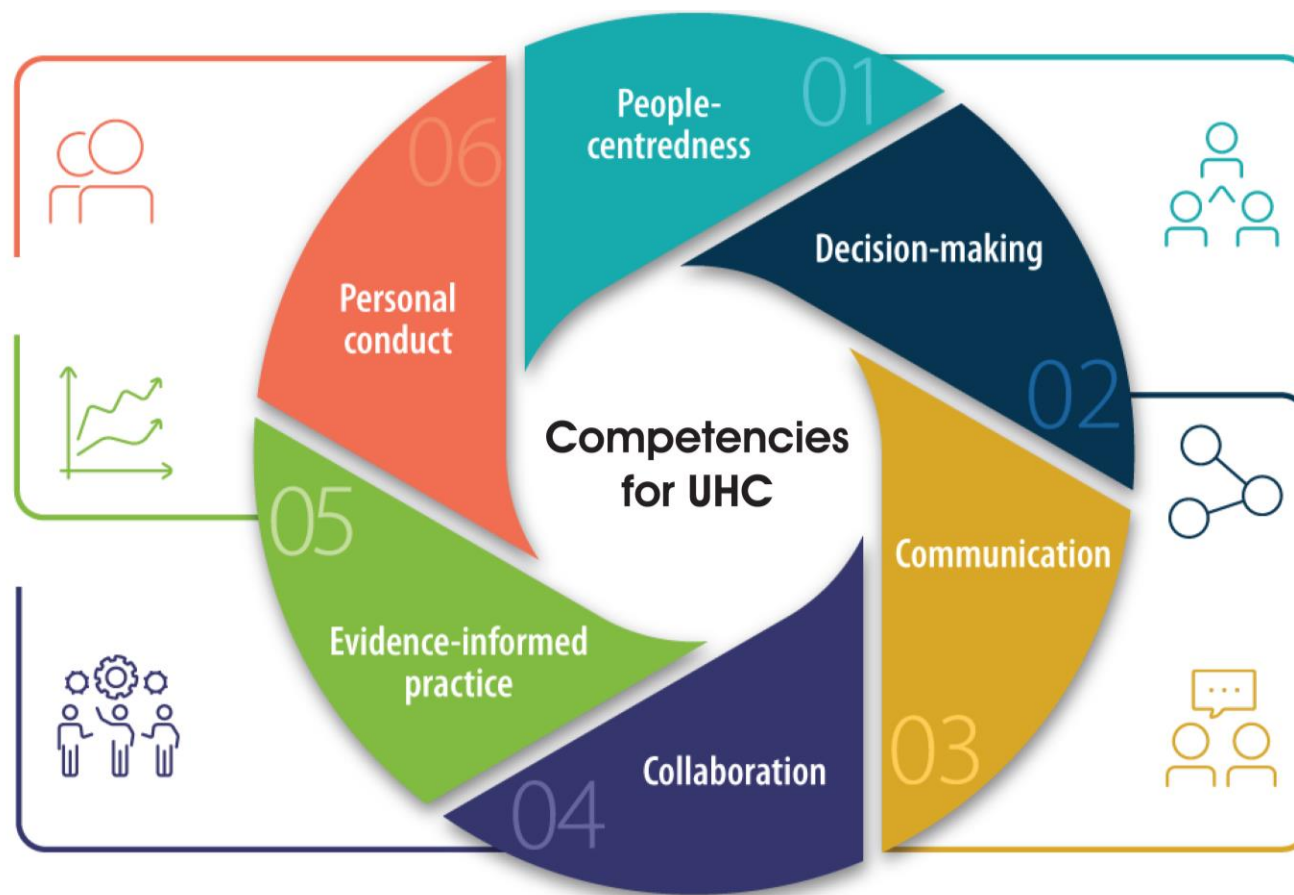 01
People-
centredness
02
Decision-making
03
Communication
04
Collaboration
05
Evidence-informed
practice
06
Personal
conduct
Competencies
for UHC